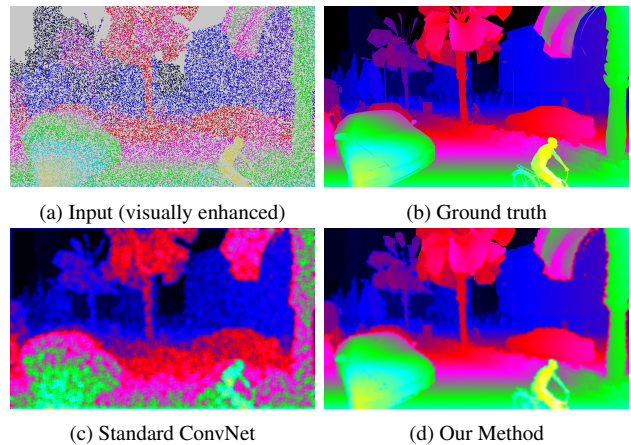 (a) Input (visually enhanced)
(b) Ground truth
(c) Standard ConvNet
(d) Our Method